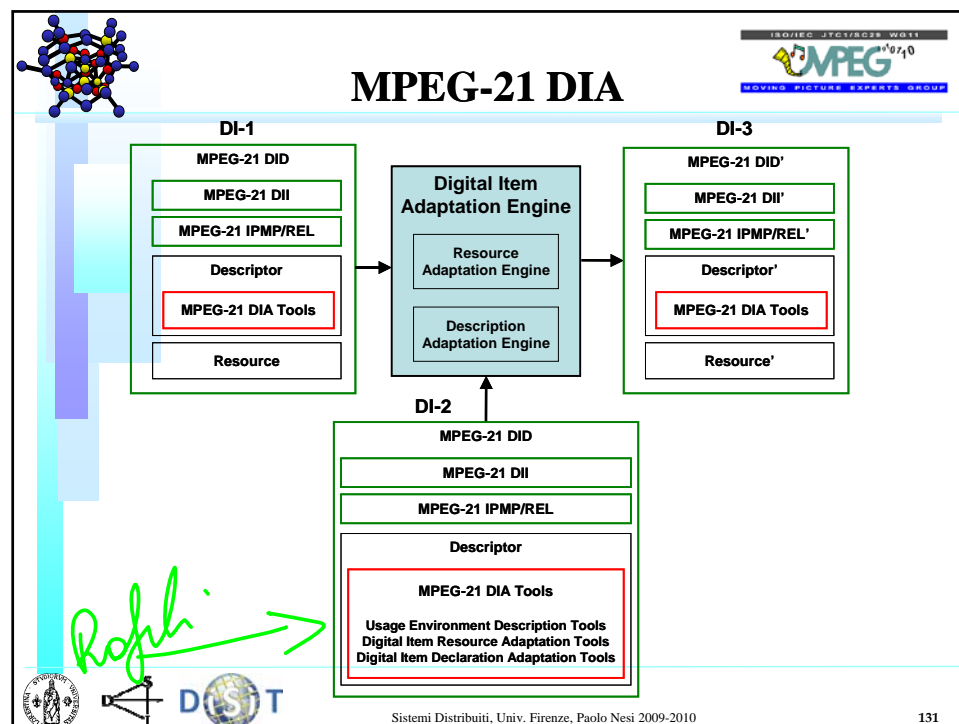 ISO/IEC JTC1/SC29 WG11
MPEG
MOVING PICTURE EXPERTS GROUP
MPEG-21 DIA
DI-1
MPEG-21 DID
MPEG-21 DII
MPEG-21 IPMP/REL
Descriptor
MPEG-21 DIA Tools
Resource
Digital Item
Adaptation Engine
Resource
Adaptation Engine
Description
Adaptation Engine
DI-3
MPEG-21 DID'
MPEG-21 DII'
MPEG-21 IPMP/REL'
Descriptor'
MPEG-21 DIA Tools
Resource'
DI-2
MPEG-21 DID
MPEG-21 DII
MPEG-21 IPMP/REL
Descriptor
MPEG-21 DIA Tools
Usage Environment Description Tools
Digital Item Resource Adaptation Tools
Digital Item Declaration Adaptation Tools
DISIT
Sistemi Distribuiti, Univ. Firenze, Paolo Nesi 2009-2010
131